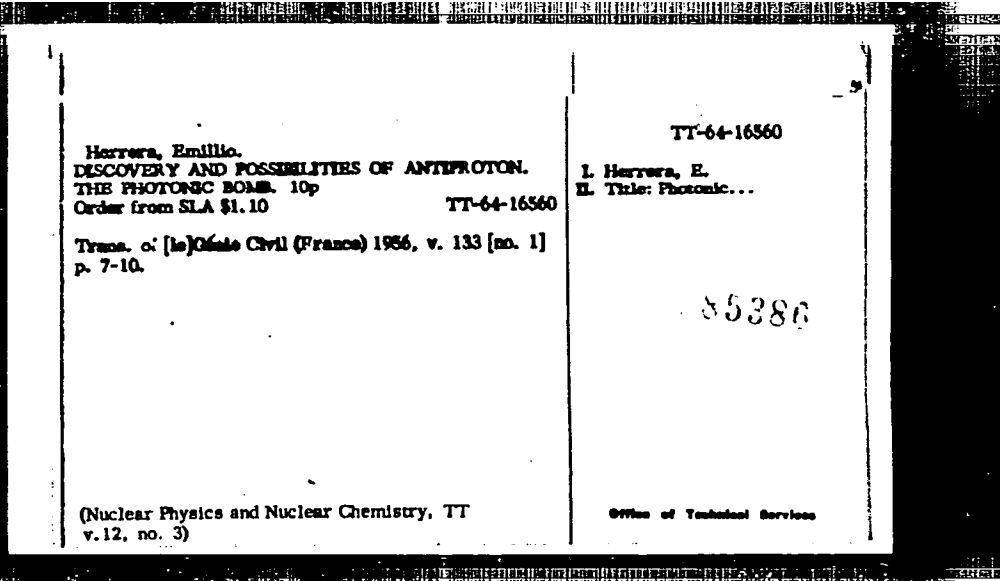 Herrera, Emillio.
DISCOVERY AND POSSIBILITIES OF ANTIPROTON.
THE PHOTONIC BOMB. 10p
Order from SLA $1.10 TT-64-16560
Trans. of [le]Génie Civil (France) 1956, v. 133 [no. 1]
p. 7-10.
(Nuclear Physics and Nuclear Chemistry, TT
v.12, no. 3)
TT-64-16560
I. Herrera, E.
II. Title: Photonic...
85386
Office of Technical Services